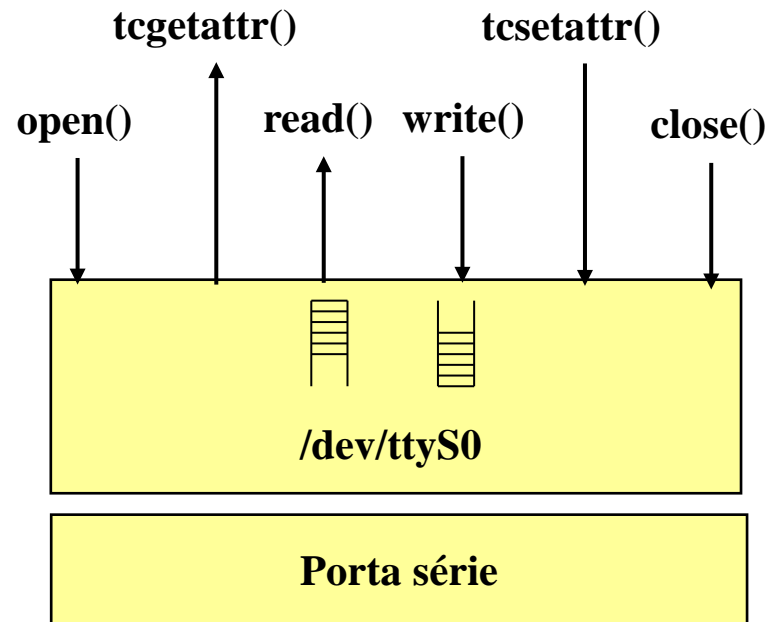 tcgetattr() tcsetattr()
open() read() write() close()
/dev/ttyS0
Porta série